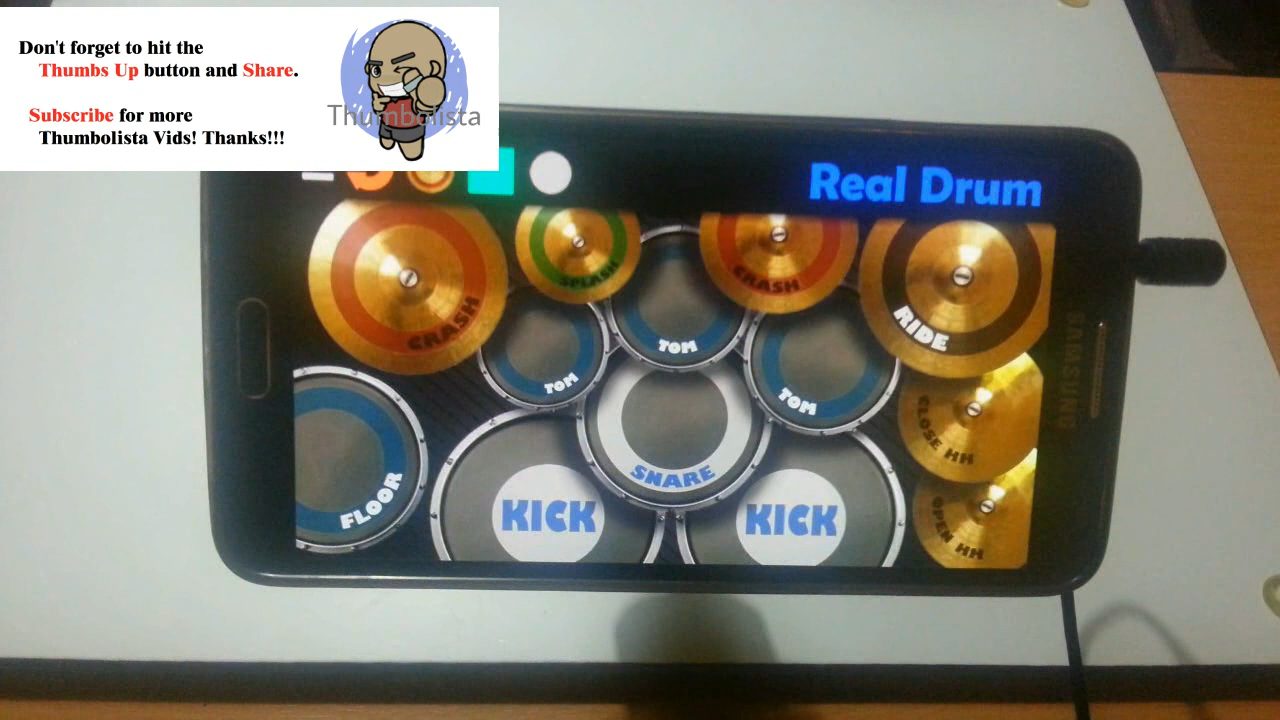 Don't forget to hit the
Thumbs Up button and Share.
Subscribe for more
Thumbolista Vids! Thanks!!!
Thumbolista
Real Drum
CRASH
SPLASH
CRASH
RIDE
TOM
TOM
TOM
CLOSE HH
FLOOR
SNARE
KICK
KICK
OPEN HH
SAMSUNG